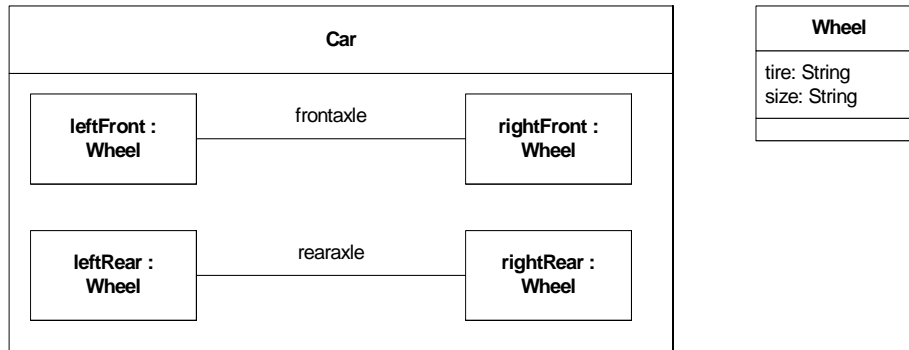 Car
leftFront :
Wheel
frontaxle
rightFront :
Wheel
leftRear :
Wheel
rearaxle
rightRear :
Wheel
Wheel
tire: String
size: String